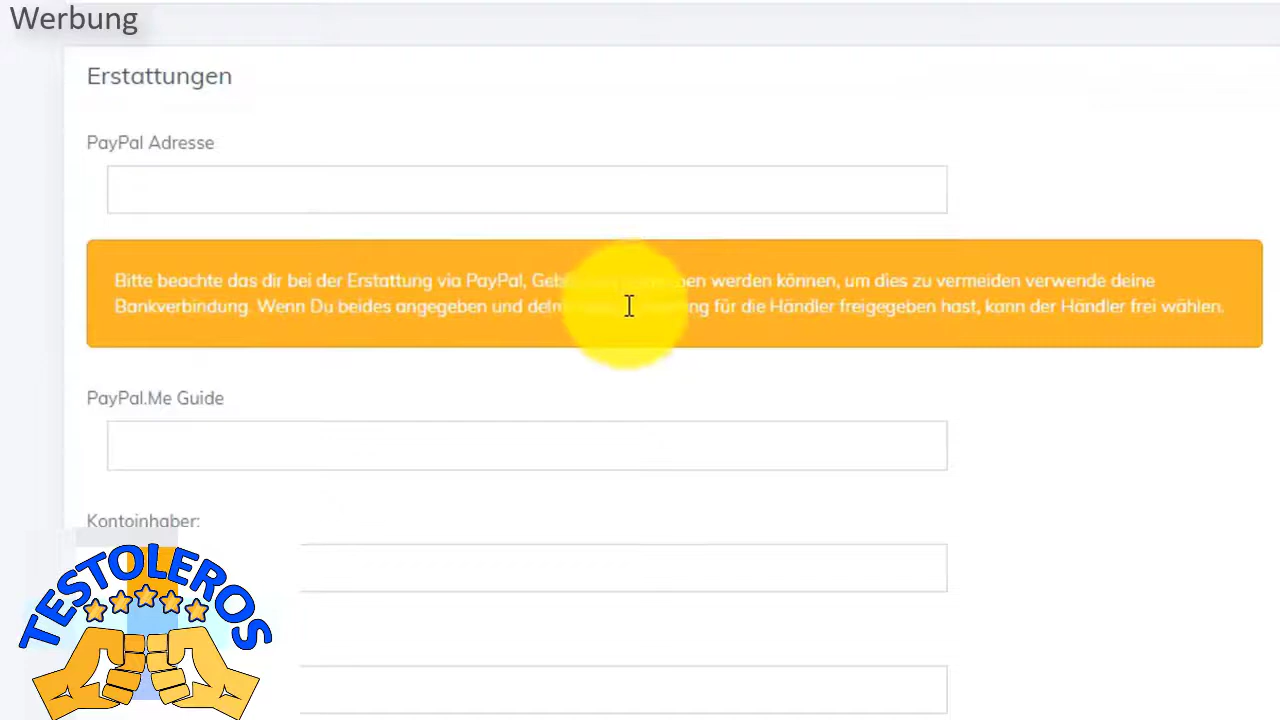 Werbung
Erstattungen
PayPal Adresse
Bitte beachte das dir bei der Erstattung via PayPal, werden können, um dies zu vermeiden verwende deine
Bankverbindung. Wenn Du beides angegeben und für die Händler freigegeben hast, kann der Händler frei wählen.
PayPal.Me Guide
Kontoinhaber:
TESTOLEROS